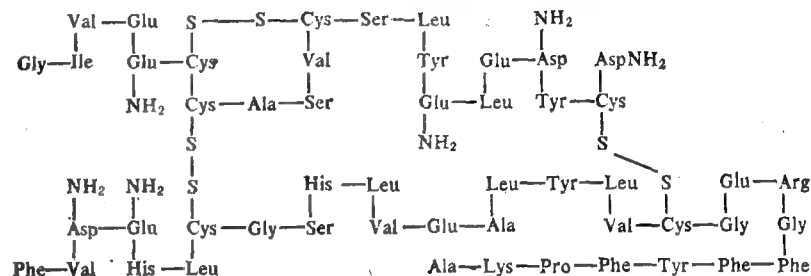 Val—Glu S—S—Cys—Ser—Leu NH₂
Gly—Ile Glu—Cys Val Tyr Glu—Asp AspNH₂
NH₂ Cys—Ala—Ser Glu—Leu Tyr—Cys
S NH₂ S
NH₂ NH₂ S His—Leu Leu—Tyr—Leu S Glu—Arg
Asp—Glu Cys—Gly—Ser Val—Glu—Ala Val—Cys—Gly Gly
Phe—Val His—Leu Ala—Lys—Pro—Phe—Tyr—Phe—Phe